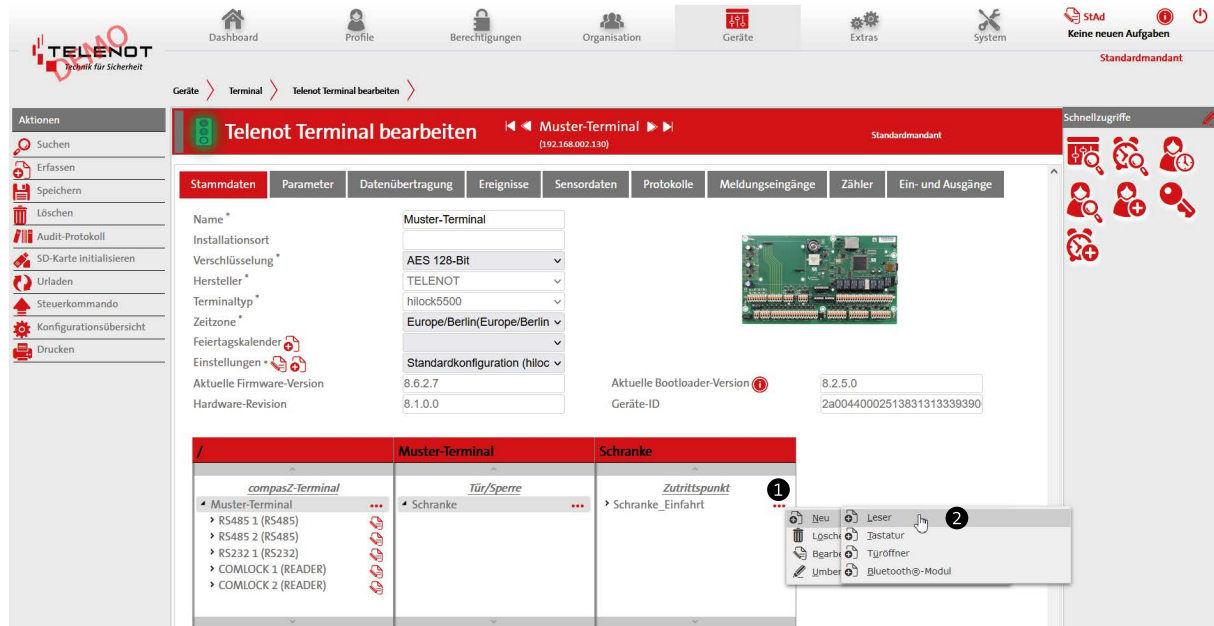 DEMO
TELENOT
Technik für Sicherheit
Dashboard
Profile
Berechtigungen
Organisation
Geräte
Extras
System
StAd
Keine neuen Aufgaben
Standardmandant
Geräte
Terminal
Telenot Terminal bearbeiten
Aktionen
Suchen
Erfassen
Speichern
Löschen
Audit-Protokoll
SD-Karte initialisieren
Urladen
Steuerkommando
Konfigurationsübersicht
Drucken
Telenot Terminal bearbeiten
Muster-Terminal
(192.168.002.130)
Standardmandant
Schnellzugriffe
Stammdaten
Parameter
Datenübertragung
Ereignisse
Sensordaten
Protokolle
Meldungseingänge
Zähler
Ein- und Ausgänge
Name * Muster-Terminal
Installationsort
Verschlüsselung * AES 128-Bit
Hersteller * TELENOT
Terminaltyp * hilock5500
Zeitzone * Europe/Berlin(Europe/Berlin
Feiertagskalender
Einstellungen * Standardkonfiguration (hiloc
Aktuelle Firmware-Version 8.6.2.7
Aktuelle Bootloader-Version 8.2.5.0
Hardware-Revision 8.1.0.0
Geräte-ID 2a00440002513831313339390
/
Muster-Terminal
Schranke
compasZ-Terminal
Muster-Terminal
RS485 1 (RS485)
RS485 2 (RS485)
RS232 1 (RS232)
COMLOCK 1 (READER)
COMLOCK 2 (READER)
Tür/Sperre
Schranke
Zutrittspunkt
Schranke_Einfahrt
1
Neu
Lösche
Bearbe
Umber
Leser
2
Tastatur
Türöffner
Bluetooth®-Modul